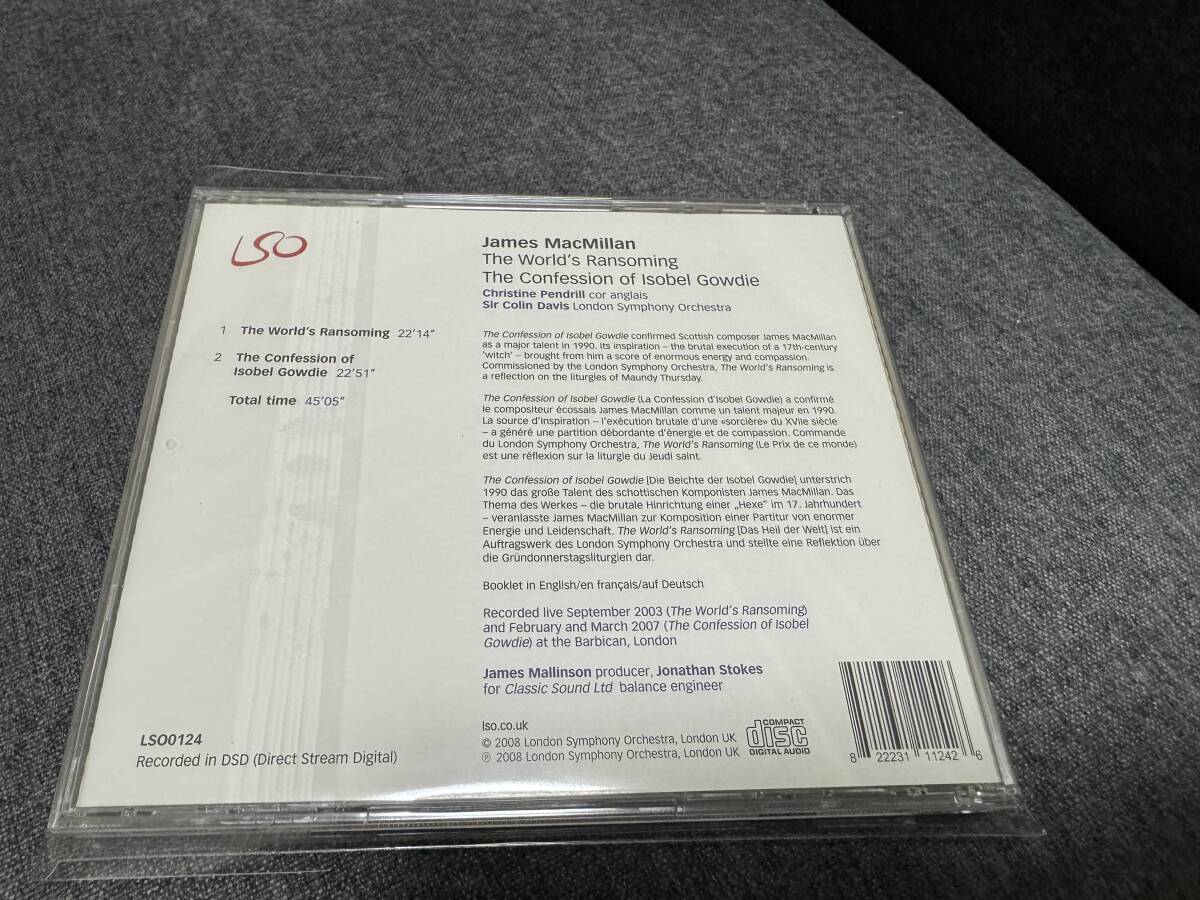 LSO
1 The World's Ransoming 22'14"
2 The Confession of
Isobel Gowdie 22'51"
Total time 45'05"
James MacMillan
The World's Ransoming
The Confession of Isobel Gowdie
Christine Pendrill cor anglais
Sir Colin Davis London Symphony Orchestra
The Confession of Isobel Gowdie confirmed Scottish composer James MacMillan
as a major talent in 1990. Its inspiration – the brutal execution of a 17th-century
'witch' – brought from him a score of enormous energy and compassion.
Commissioned by the London Symphony Orchestra, The World's Ransoming is
a reflection on the liturgies of Maundy Thursday.
The Confession of Isobel Gowdie (La Confession d'Isobel Gowdie) a confirmé
le compositeur écossais James MacMillan comme un talent majeur en 1990.
La source d'inspiration – l'exécution brutale d'une «sorcière» du XVIIe siècle
– a généré une partition débordante d'énergie et de compassion. Commande
du London Symphony Orchestra, The World's Ransoming (Le Prix de ce monde)
est une réflexion sur la liturgie du Jeudi saint.
The Confession of Isobel Gowdie [Die Beichte der Isobel Gowdie] unterstrich
1990 das große Talent des schottischen Komponisten James MacMillan. Das
Thema des Werkes – die brutale Hinrichtung einer „Hexe" im 17. Jahrhundert
– veranlasste James MacMillan zur Komposition einer Partitur von enormer
Energie und Leidenschaft. The World's Ransoming [Das Heil der Welt] ist ein
Auftragswerk des London Symphony Orchestra und stellte eine Reflektion über
die Gründonnerstagsliturgien dar.
Booklet in English/en français/auf Deutsch
Recorded live September 2003 (The World's Ransoming)
and February and March 2007 (The Confession of Isobel
Gowdie) at the Barbican, London
James Mallinson producer, Jonathan Stokes
for Classic Sound Ltd balance engineer
lso.co.uk
© 2008 London Symphony Orchestra, London UK
℗ 2008 London Symphony Orchestra, London UK
COMPACT
disc
DIGITAL AUDIO
8 22231 11242 6
LSO0124
Recorded in DSD (Direct Stream Digital)